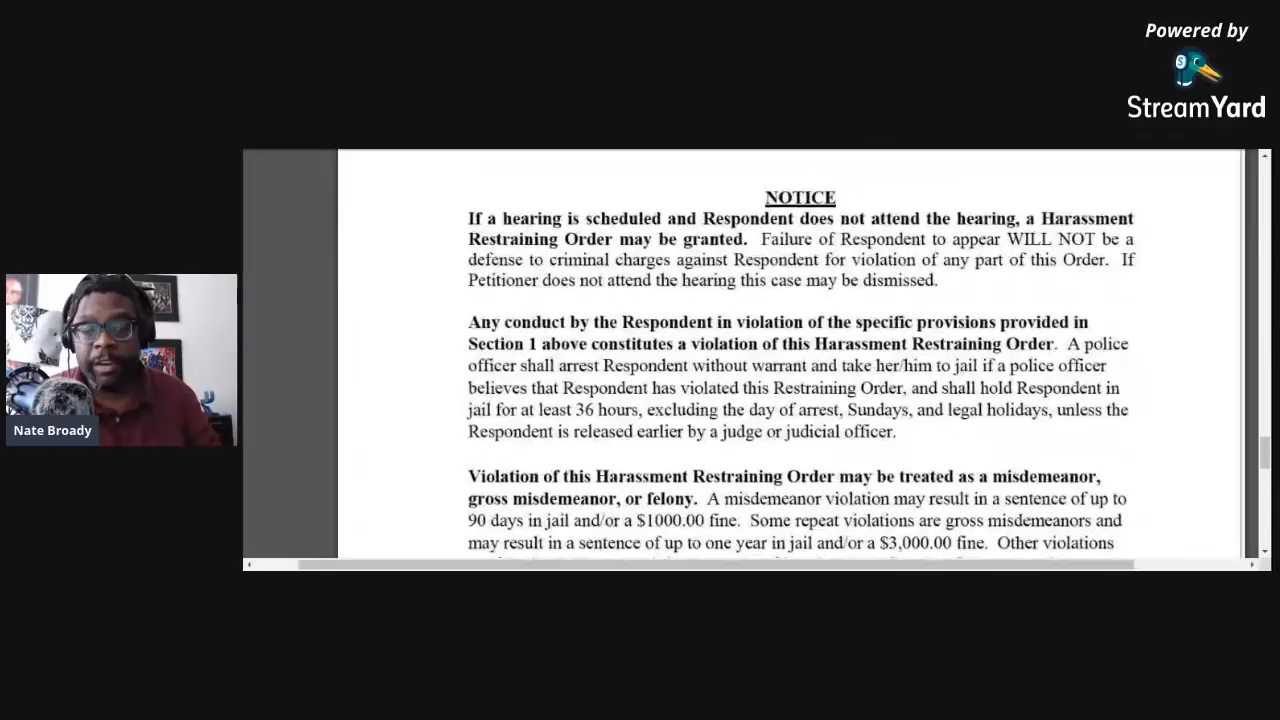 Powered by
StreamYard
NOTICE
If a hearing is scheduled and Respondent does not attend the hearing, a Harassment
Restraining Order may be granted. Failure of Respondent to appear WILL NOT be a
defense to criminal charges against Respondent for violation of any part of this Order. If
Petitioner does not attend the hearing this case may be dismissed.
Any conduct by the Respondent in violation of the specific provisions provided in
Section 1 above constitutes a violation of this Harassment Restraining Order. A police
officer shall arrest Respondent without warrant and take her/him to jail if a police officer
believes that Respondent has violated this Restraining Order, and shall hold Respondent in
jail for at least 36 hours, excluding the day of arrest, Sundays, and legal holidays, unless the
Respondent is released earlier by a judge or judicial officer.
Violation of this Harassment Restraining Order may be treated as a misdemeanor,
gross misdemeanor, or felony. A misdemeanor violation may result in a sentence of up to
90 days in jail and/or a $1000.00 fine. Some repeat violations are gross misdemeanors and
may result in a sentence of up to one year in jail and/or a $3,000.00 fine. Other violations
Nate Broady